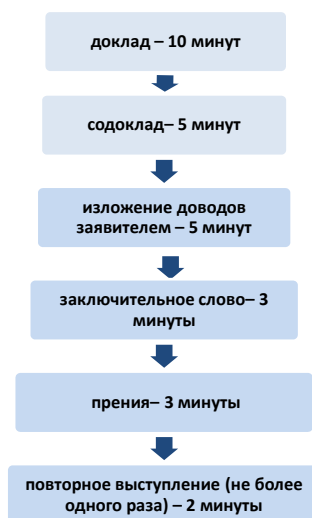 доклад – 10 минут
содоклад– 5 минут
изложение доводов
заявителем – 5 минут
заключительное слово– 3
минуты
прения– 3 минуты
повторное выступление (не более
одного раза) – 2 минуты